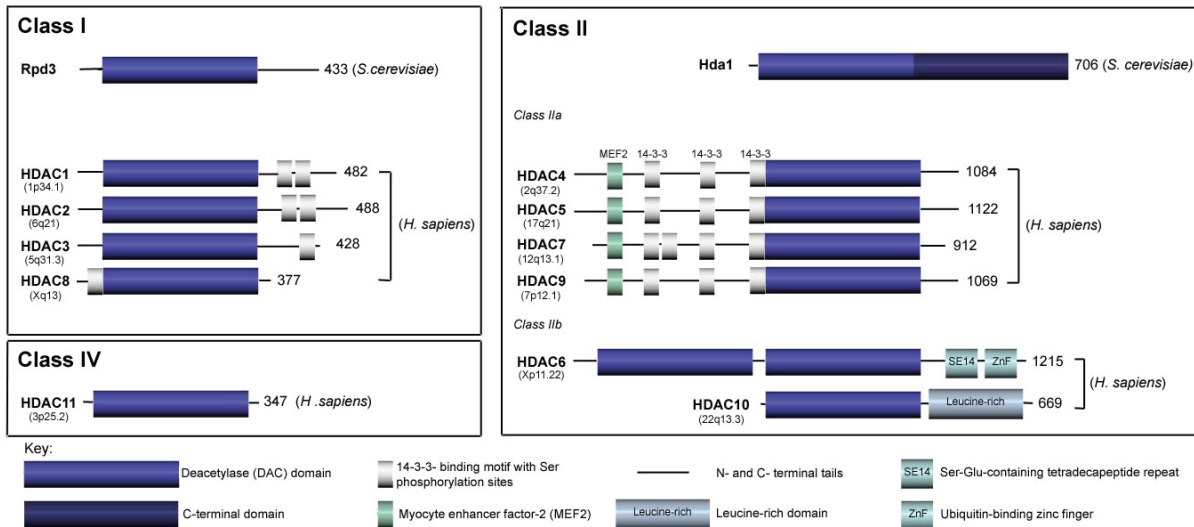 Class I
Rpd3
433 (S.cerevisiae)
HDAC1
(1p34.1)
482
HDAC2
(6q21)
488
HDAC3
(5q31.3)
428
HDAC8
(Xq13)
377
(H. sapiens)
Class IV
HDAC11
(3p25.2)
347 (H .sapiens)
Class II
Hda1
706 (S. cerevisiae)
Class IIa
MEF2 14-3-3 14-3-3 14-3-3
HDAC4
(2q37.2)
1084
HDAC5
(17q21)
1122
HDAC7
(12q13.1)
912
HDAC9
(7p12.1)
1069
(H. sapiens)
Class IIb
HDAC6
(Xp11.22)
SE14 ZnF 1215
HDAC10
(22q13.3)
Leucine-rich 669
(H. sapiens)
Key:
Deacetylase (DAC) domain
14-3-3- binding motif with Ser
phosphorylation sites
N- and C- terminal tails
SE14 Ser-Glu-containing tetradecapeptide repeat
C-terminal domain
Myocyte enhancer factor-2 (MEF2)
Leucine-rich Leucine-rich domain
ZnF Ubiquitin-binding zinc finger